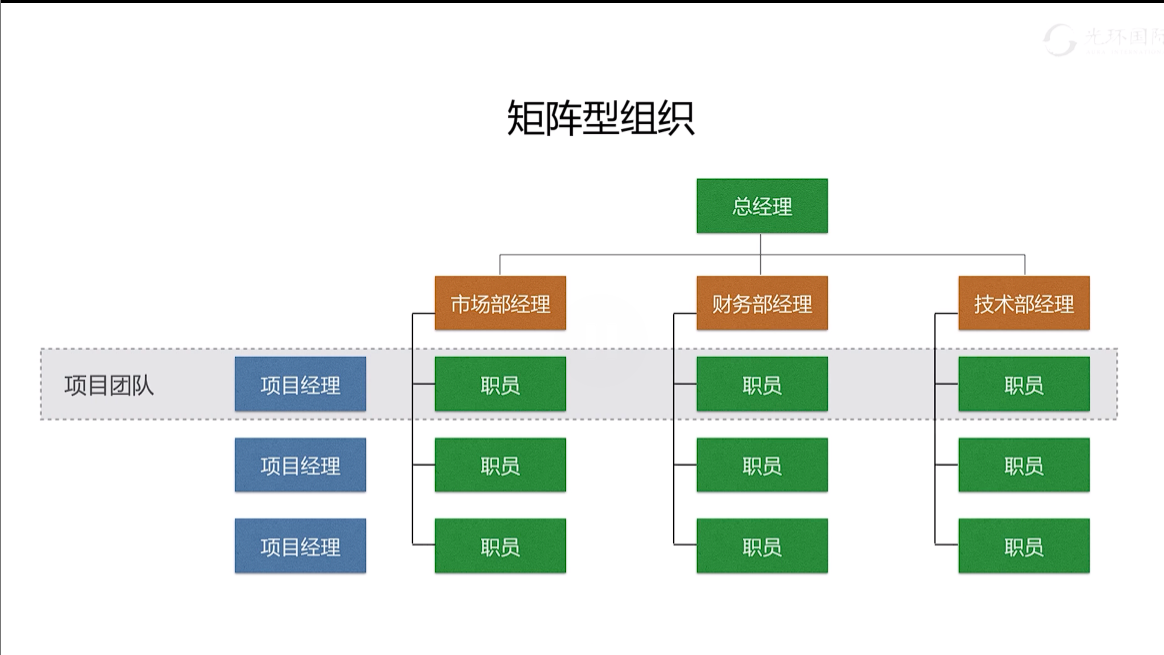 光环国际
矩阵型组织
总经理
市场部经理
财务部经理
技术部经理
项目团队
项目经理
职员
职员
职员
项目经理
职员
职员
职员
项目经理
职员
职员
职员